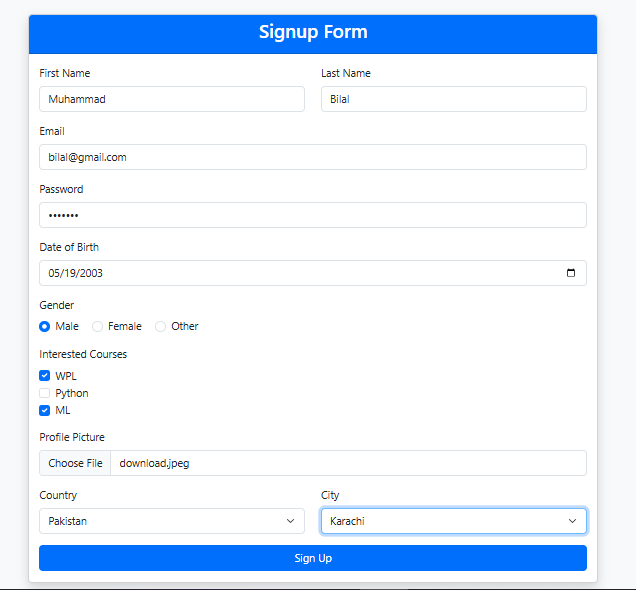 Signup Form
First Name Last Name
Muhammad Bilal
Email
bilal@gmail.com
Password
•••••••
Date of Birth
05/19/2003
Gender
Male Female Other
Interested Courses
WPL
Python
ML
Profile Picture
Choose File download.jpeg
Country City
Pakistan Karachi
Sign Up